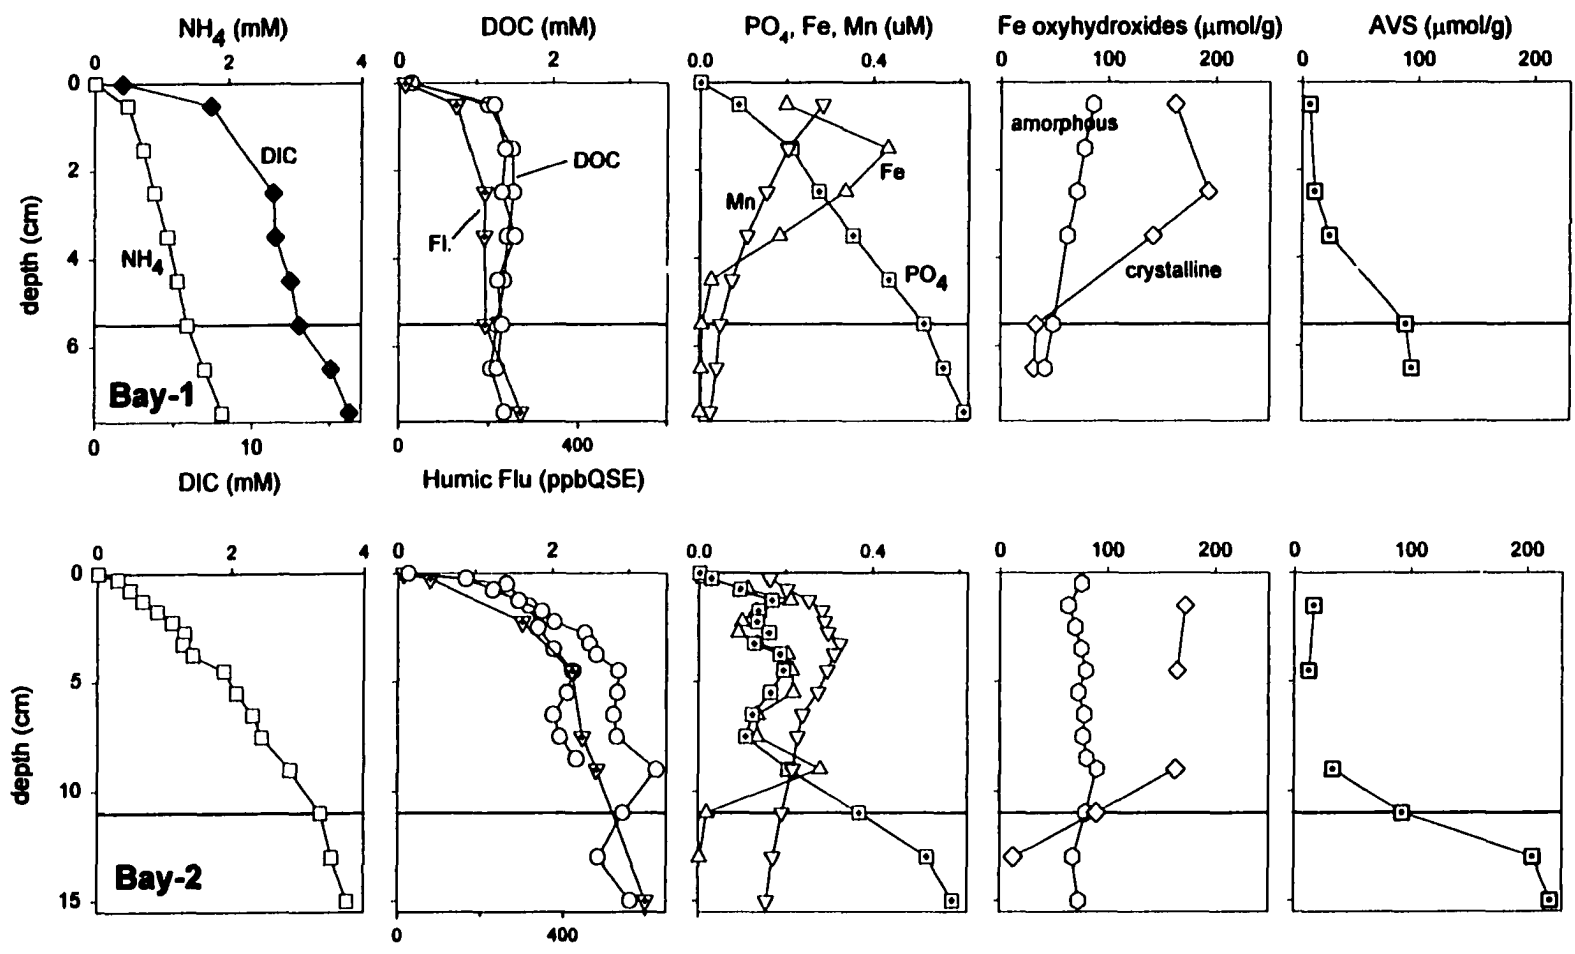 NH4 (mM) DOC (mM) PO4, Fe, Mn (uM) Fe oxyhydroxides (μmol/g) AVS (μmol/g)
0 2 4 0 2 0.0 0.4 0 100 200 0 100 200
0
amorphous
DIC DOC
2 Fe
Mn
depth (cm)
Fl.
4 NH4 PO4 crystalline
6
Bay-1
0 10 0 400
DIC (mM) Humic Flu (ppbQSE)
0 2 4 0 2 0.0 0.4 0 100 200 0 100 200
0
5
depth (cm)
10
Bay-2
15
0 400